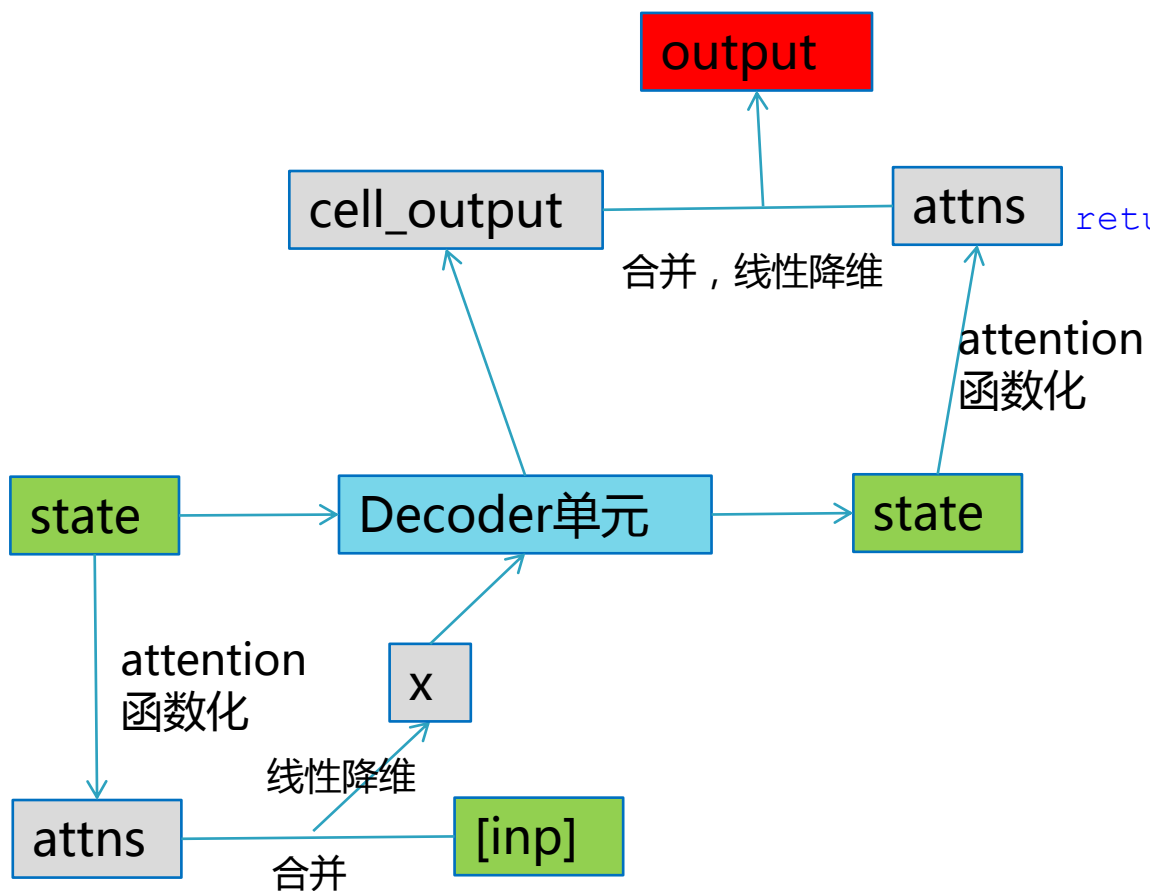 output
cell_output
attns
retu
合并，线性降维
attention
函数化
state
Decoder单元
state
attention
函数化
x
线性降维
attns
[inp]
合并